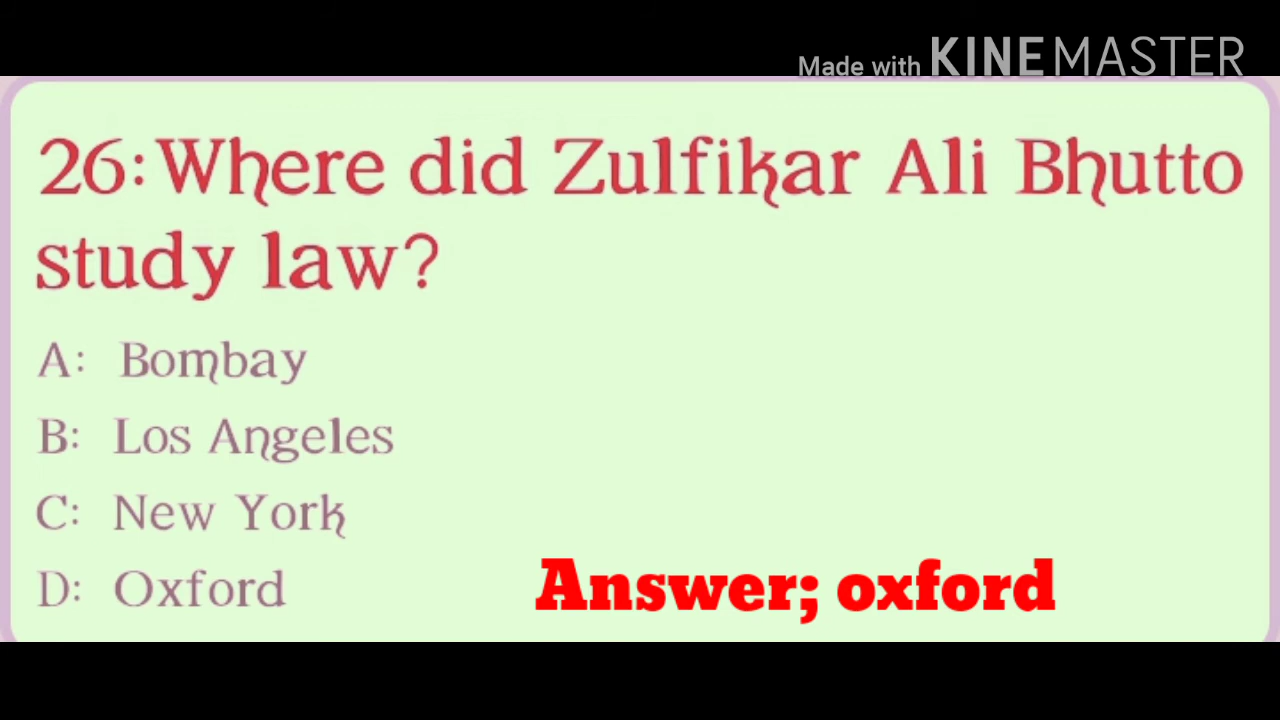 Made with KINEMASTER
26: Where did Zulfikar Ali Bhutto
study law?
A: Bombay
B: Los Angeles
C: New York
D: Oxford
Answer; oxford